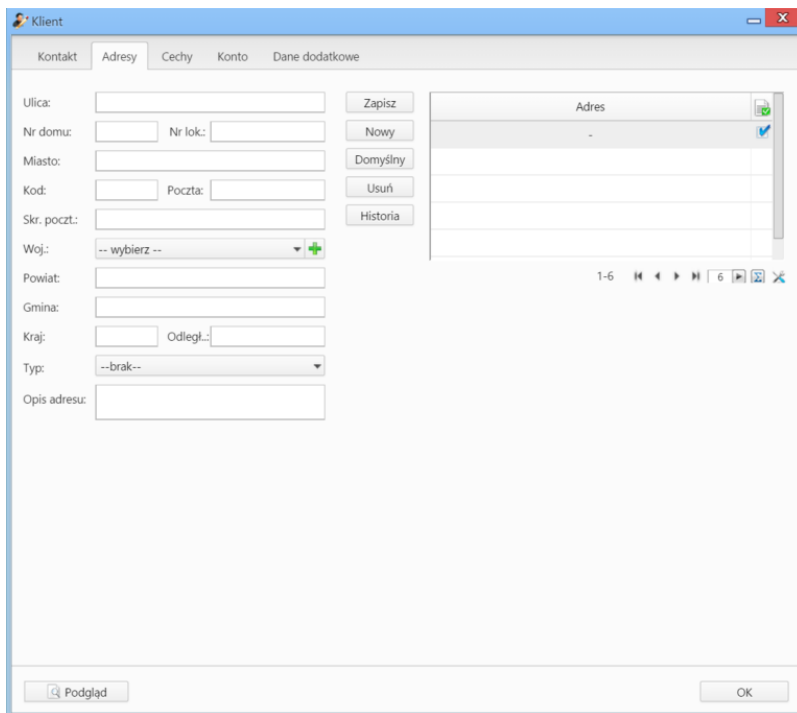 Klient
Kontakt Adresy Cechy Konto Dane dodatkowe
Ulica: Zapisz Adres
Nr domu: Nr lok.: Nowy -
Miasto: Domyślny
Kod: Poczta: Usuń
Skr. poczt.: Historia
Woj.: -- wybierz --
Powiat: 1-6 6 Σ
Gmina:
Kraj: Odległ..:
Typ: --brak--
Opis adresu:
Podgląd OK